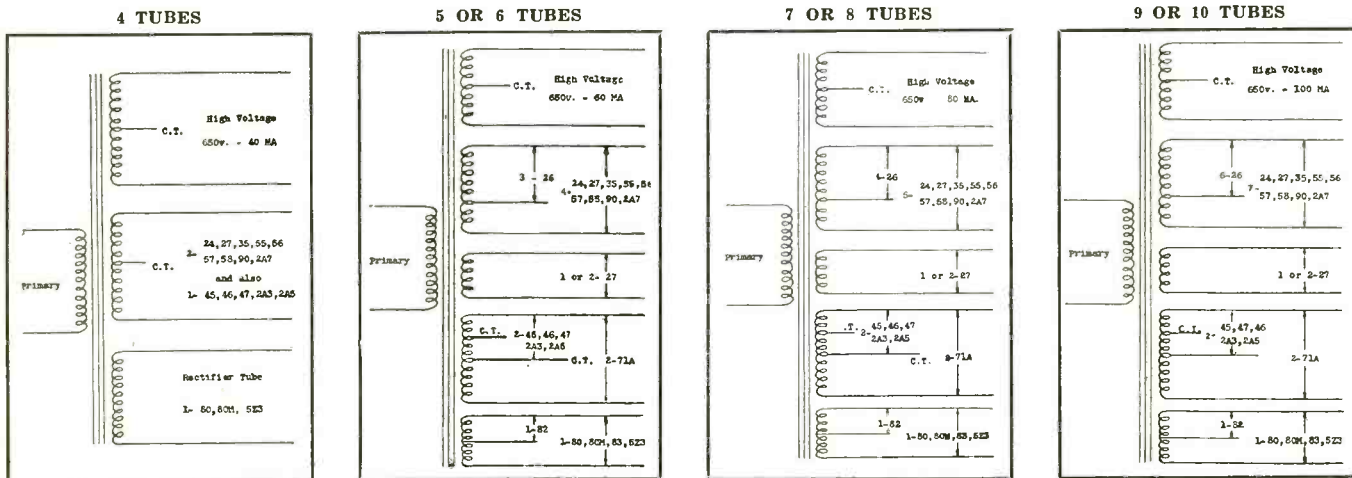 4 TUBES
High Voltage
C.T.
650v. - 40 MA
Primary
2- 24,27,35,55,56
57,58,90,2A7
C.T.
and also
1- 45,46,47,2A3,2A5
Rectifier Tube
1- 80,80M, 5Z3
5 OR 6 TUBES
High Voltage
C.T.
650v. - 60 MA
3 - 26
4- 24,27,35,55,56
57,58,90,2A7
Primary
1 or 2- 27
C.T.
2-45,46,47
2A3,2A5
C.T.
2-71A
1-82
1-80,80M,83,5Z3
7 OR 8 TUBES
High Voltage
C.T.
650v 80 MA.
4-26
5- 24,27,35,55,56
57,58,90,2A7
Primary
1 or 2-27
.T.
2- 45,46,47
2A3,2A5
C.T.
2-71A
1-82
1-80,80M,83,5Z3
9 OR 10 TUBES
High Voltage
C.T.
650v. - 100 MA
6-26
7- 24,27,35,55,56
57,58,90,2A7
Primary
1 or 2-27
C.T.
2- 45,47,46
2A3,2A5
2-71A
1-82
1-80,80M,83,5Z3